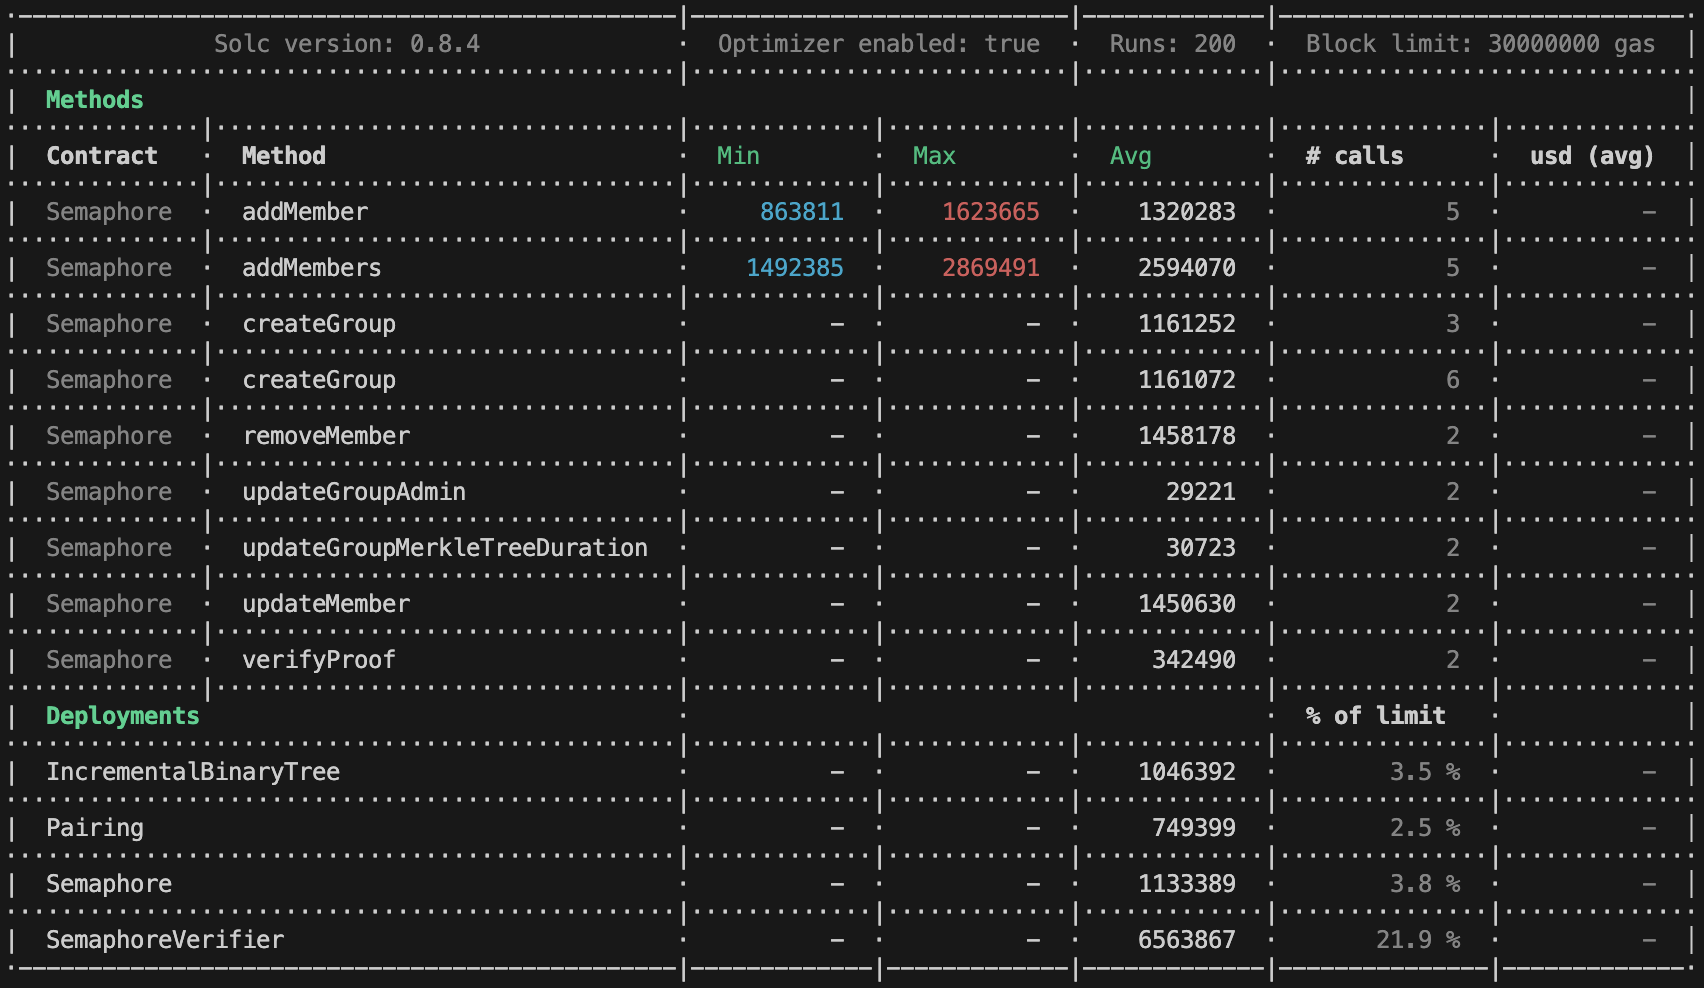 Solc version: 0.8.4 · Optimizer enabled: true · Runs: 200 · Block limit: 30000000 gas
Methods
Contract · Method · Min · Max · Avg · # calls · usd (avg)
Semaphore · addMember · 863811 · 1623665 · 1320283 · 5 · –
Semaphore · addMembers · 1492385 · 2869491 · 2594070 · 5 · –
Semaphore · createGroup · – · – · 1161252 · 3 · –
Semaphore · createGroup · – · – · 1161072 · 6 · –
Semaphore · removeMember · – · – · 1458178 · 2 · –
Semaphore · updateGroupAdmin · – · – · 29221 · 2 · –
Semaphore · updateGroupMerkleTreeDuration · – · – · 30723 · 2 · –
Semaphore · updateMember · – · – · 1450630 · 2 · –
Semaphore · verifyProof · – · – · 342490 · 2 · –
Deployments · · % of limit ·
IncrementalBinaryTree · – · – · 1046392 · 3.5 % · –
Pairing · – · – · 749399 · 2.5 % · –
Semaphore · – · – · 1133389 · 3.8 % · –
SemaphoreVerifier · – · – · 6563867 · 21.9 % · –